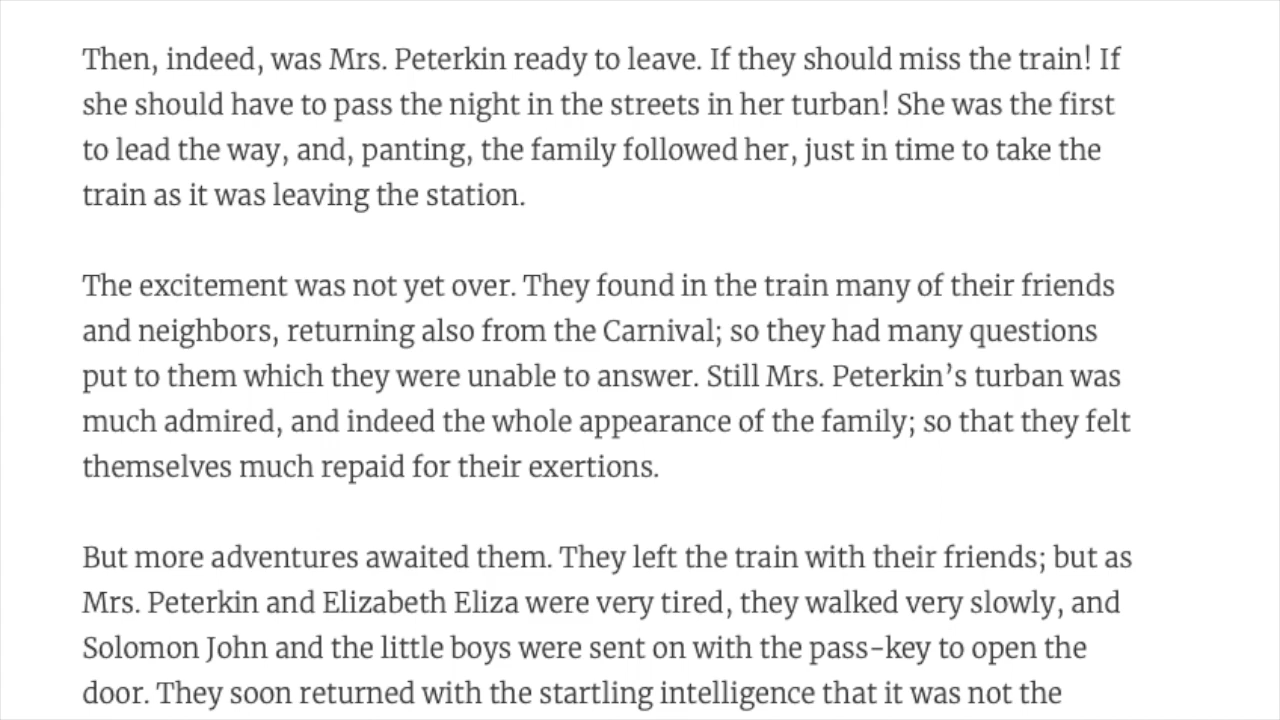 Then, indeed, was Mrs. Peterkin ready to leave. If they should miss the train! If
she should have to pass the night in the streets in her turban! She was the first
to lead the way, and, panting, the family followed her, just in time to take the
train as it was leaving the station.
The excitement was not yet over. They found in the train many of their friends
and neighbors, returning also from the Carnival; so they had many questions
put to them which they were unable to answer. Still Mrs. Peterkin’s turban was
much admired, and indeed the whole appearance of the family; so that they felt
themselves much repaid for their exertions.
But more adventures awaited them. They left the train with their friends; but as
Mrs. Peterkin and Elizabeth Eliza were very tired, they walked very slowly, and
Solomon John and the little boys were sent on with the pass-key to open the
door. They soon returned with the startling intelligence that it was not the